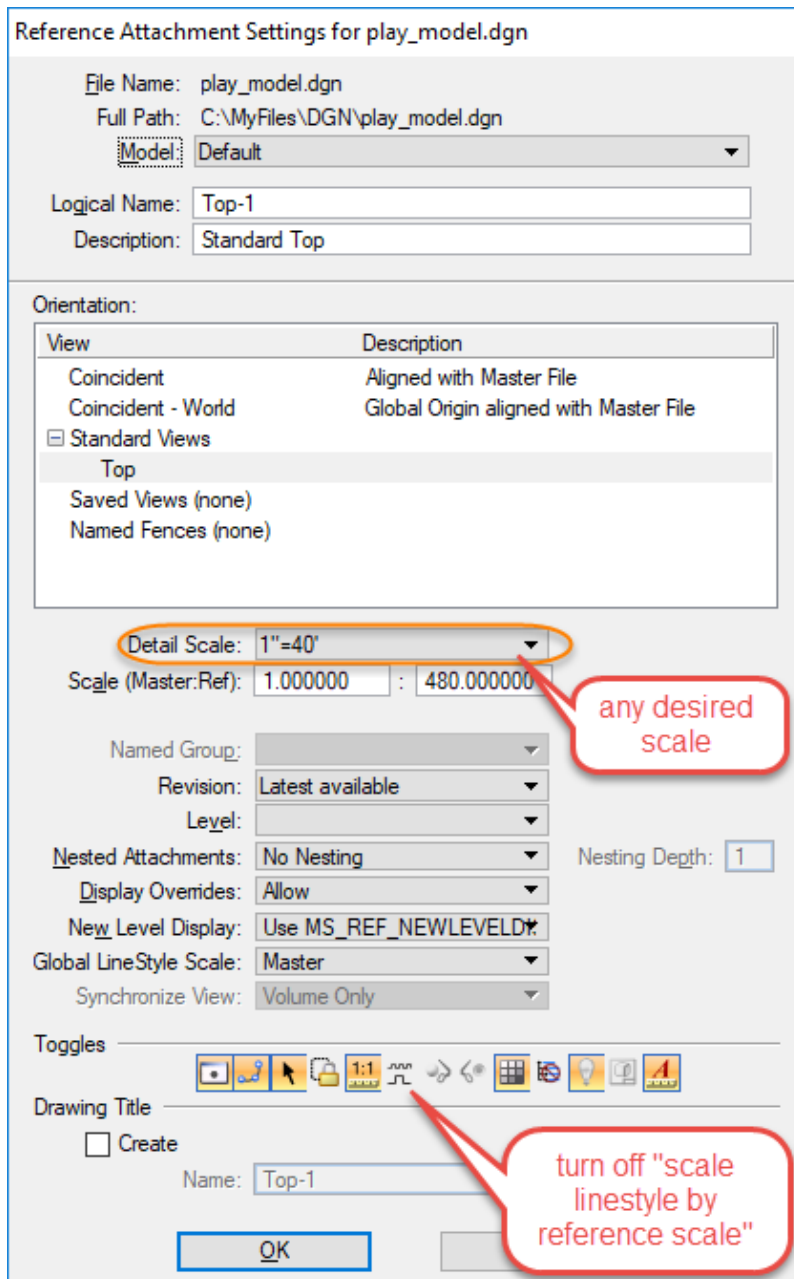 Reference Attachment Settings for play_model.dgn
File Name: play_model.dgn
Full Path: C:\MyFiles\DGN\play_model.dgn
Model: Default
Logical Name: Top-1
Description: Standard Top
Orientation:
View Description
Coincident Aligned with Master File
Coincident - World Global Origin aligned with Master File
Standard Views
Top
Saved Views (none)
Named Fences (none)
Detail Scale: 1"=40'
Scale (Master:Ref): 1.000000 : 480.000000
any desired
scale
Named Group:
Revision: Latest available
Level:
Nested Attachments: No Nesting Nesting Depth: 1
Display Overrides: Allow
New Level Display: Use MS_REF_NEWLEVELDI
Global LineStyle Scale: Master
Synchronize View: Volume Only
Toggles
1:1 A
Drawing Title
Create
Name: Top-1
turn off "scale
linestyle by
reference scale"
OK